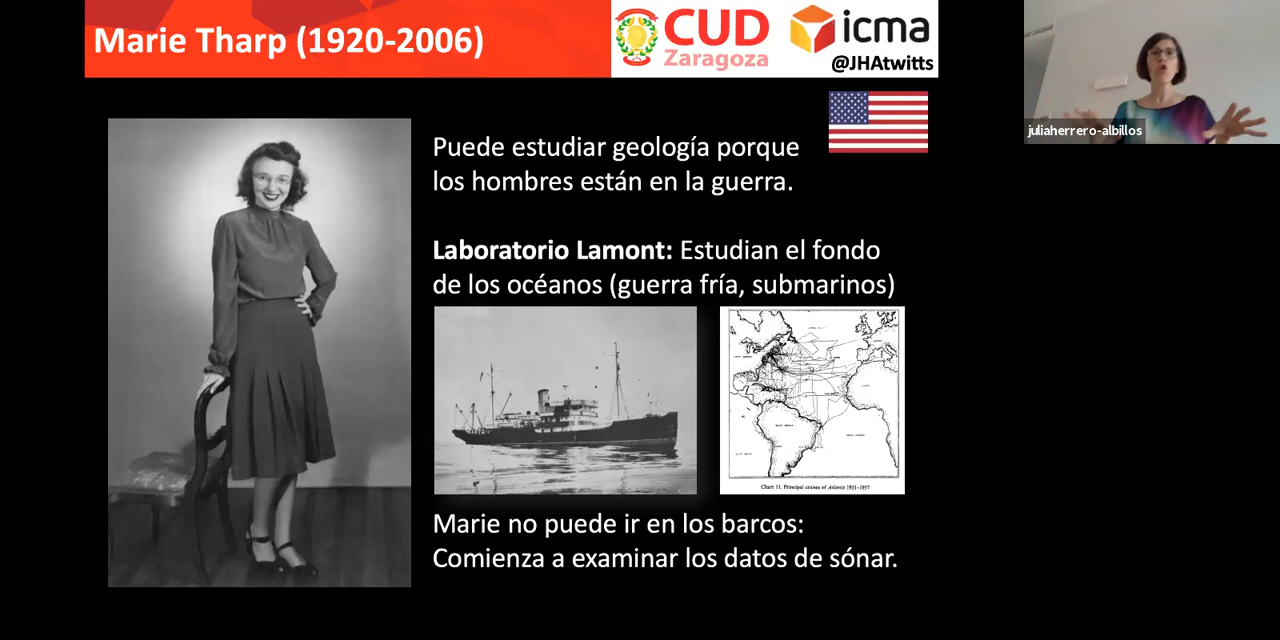 Marie Tharp (1920-2006)
CUD
Zaragoza
icma
@JHAtwitts
juliaherrero-albillos
Puede estudiar geología porque
los hombres están en la guerra.
Laboratorio Lamont: Estudian el fondo
de los océanos (guerra fría, submarinos)
Chart 11. Principal cruises of Atlantis 1931-1957
Marie no puede ir en los barcos:
Comienza a examinar los datos de sónar.